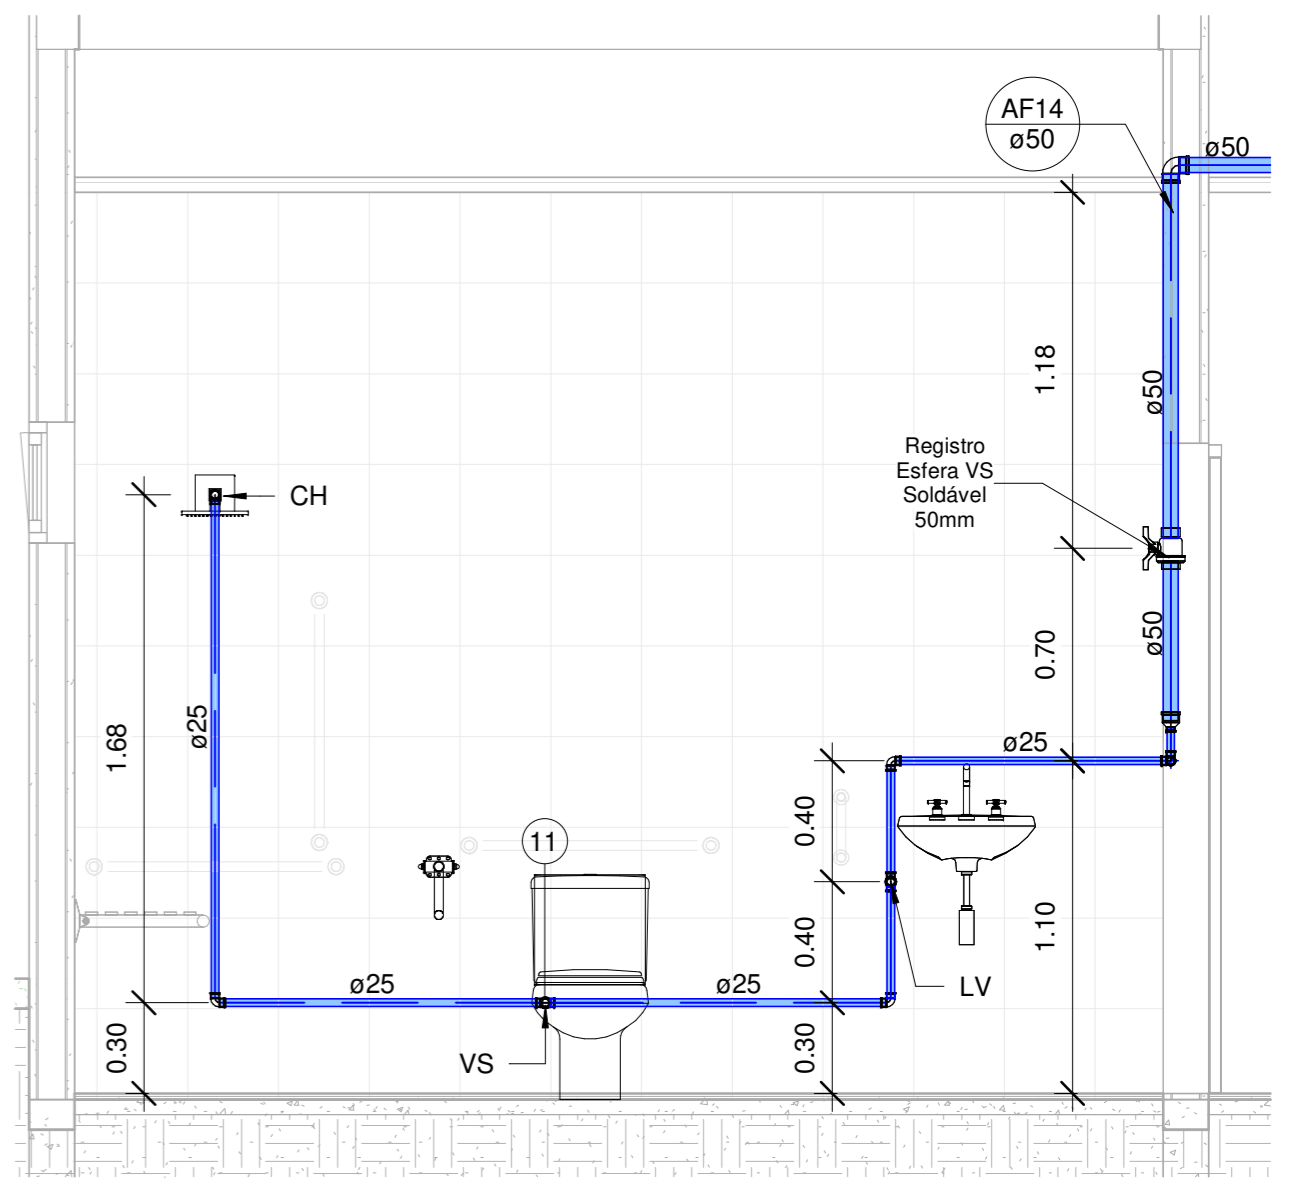 AF14
ø50
ø50
1.18
ø50
Registro
Esfera VS
Soldável
50mm
CH
0.70
ø50
ø25
1.68
ø25
0.40
11
1.10
0.40
ø25
ø25
LV
0.30
VS
0.30